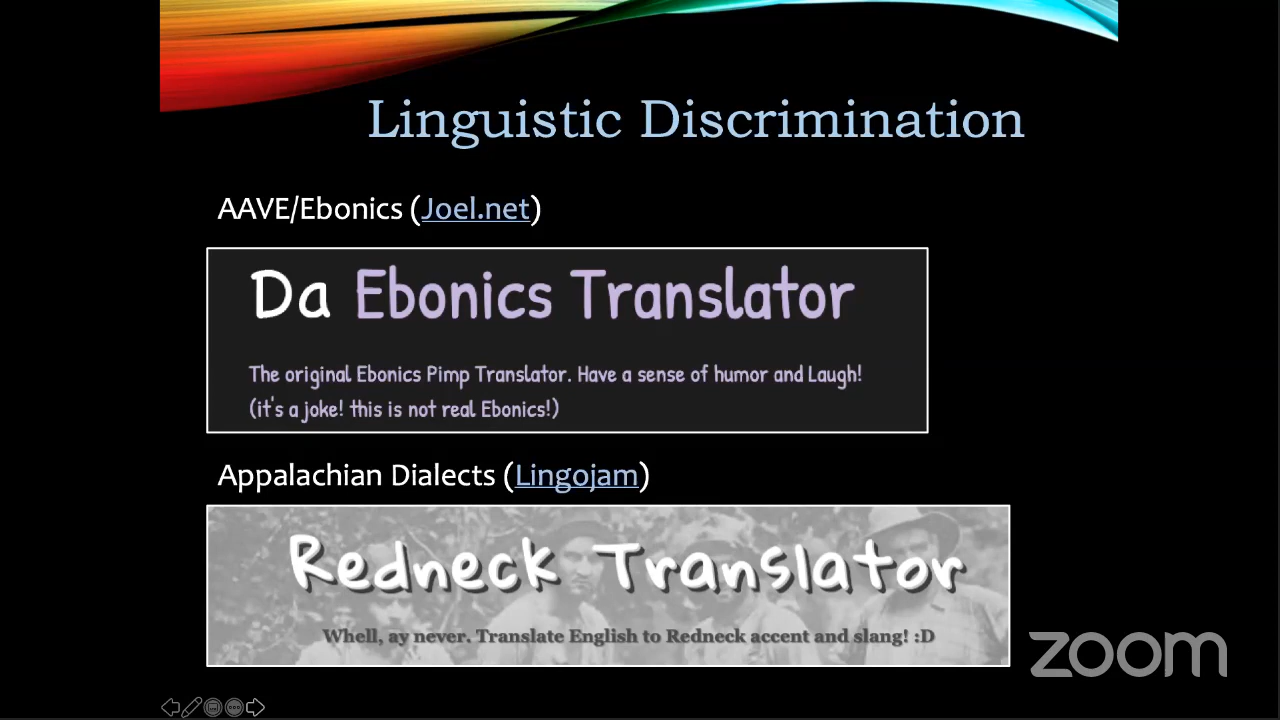 Linguistic Discrimination
AAVE/Ebonics (Joel.net)
Da Ebonics Translator
The original Ebonics Pimp Translator. Have a sense of humor and Laugh!
(it's a joke! this is not real Ebonics!)
Appalachian Dialects (Lingojam)
Redneck Translator
Whell, ay never. Translate English to Redneck accent and slang! :D
zoom